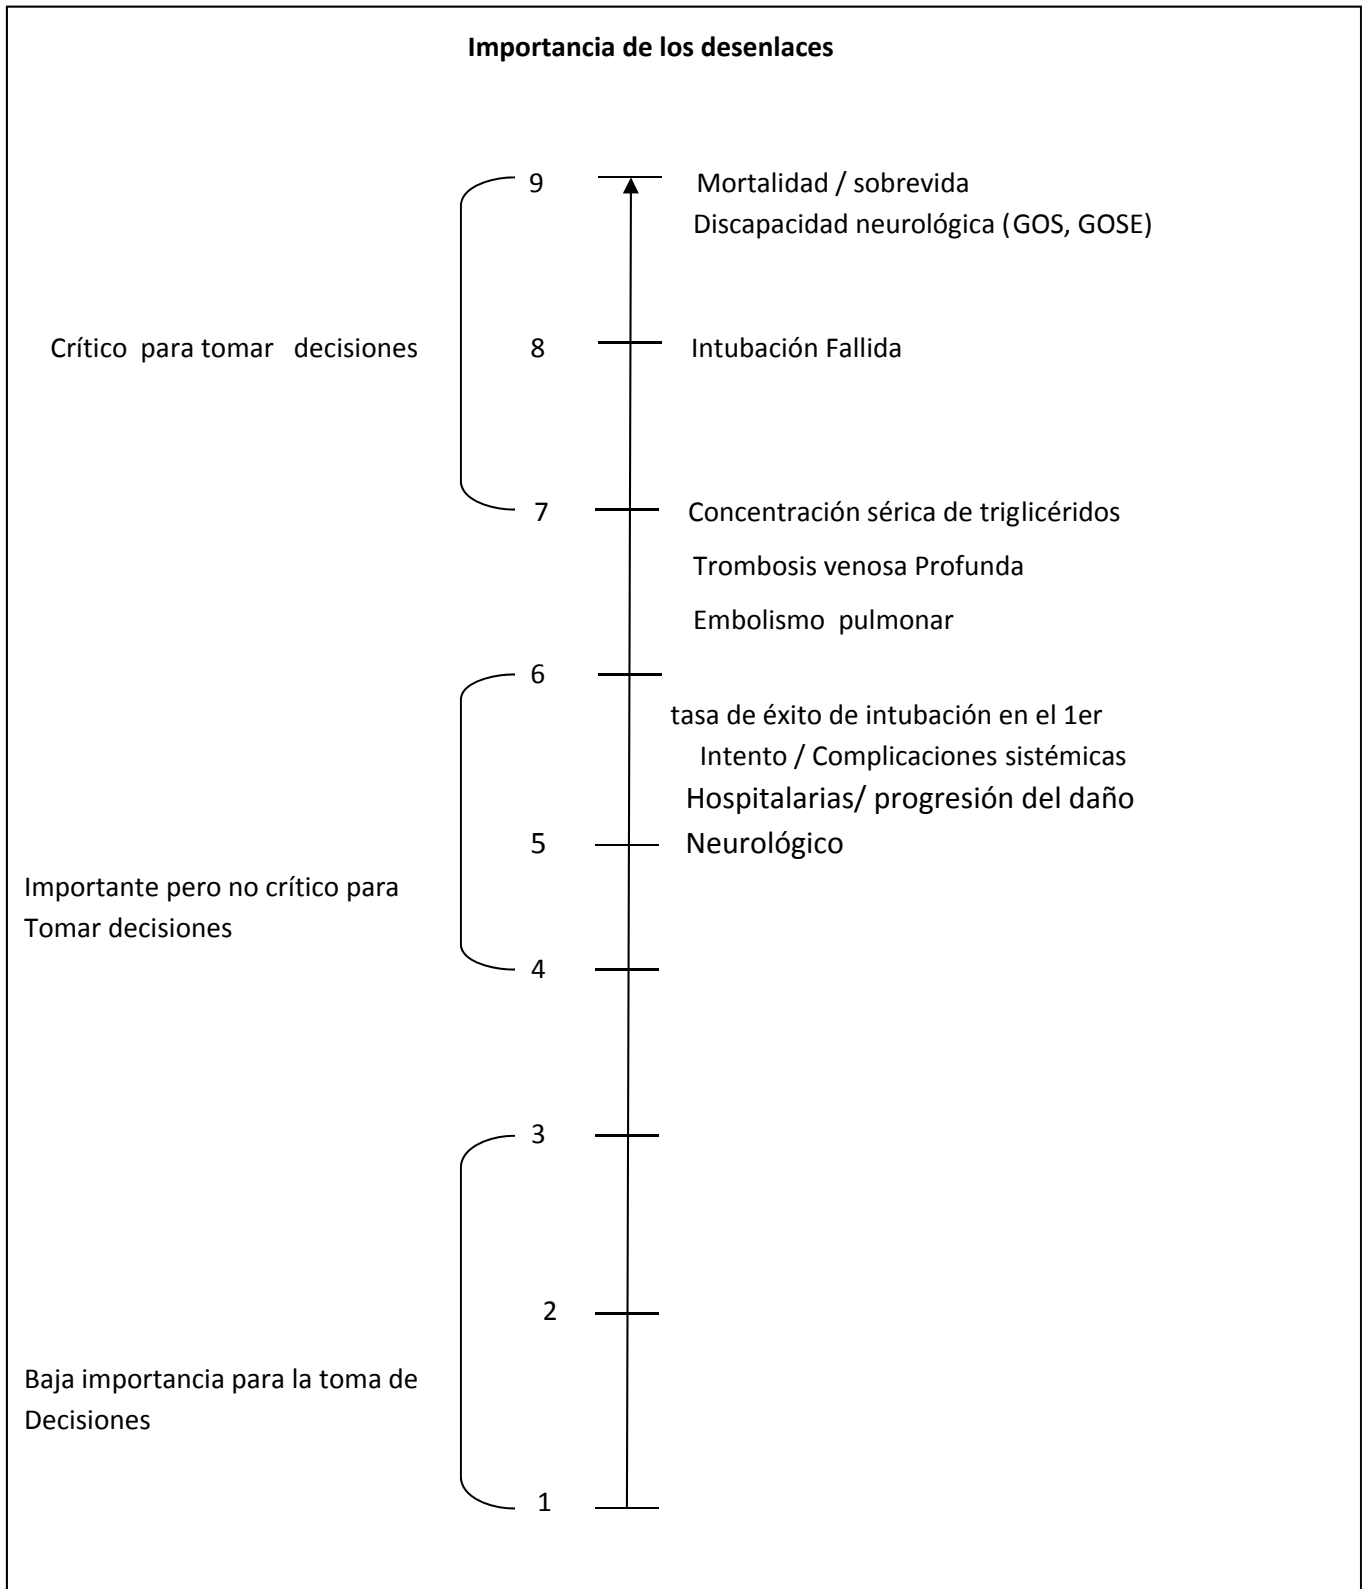 Importancia de los desenlaces
9 Mortalidad / sobrevida
Discapacidad neurológica (GOS, GOSE)
Crítico para tomar decisiones 8 Intubación Fallida
7 Concentración sérica de triglicéridos
Trombosis venosa Profunda
Embolismo pulmonar
6
tasa de éxito de intubación en el 1er
Intento / Complicaciones sistémicas
Hospitalarias/ progresión del daño
5 Neurológico
Importante pero no crítico para
Tomar decisiones
4
3
2
Baja importancia para la toma de
Decisiones
1